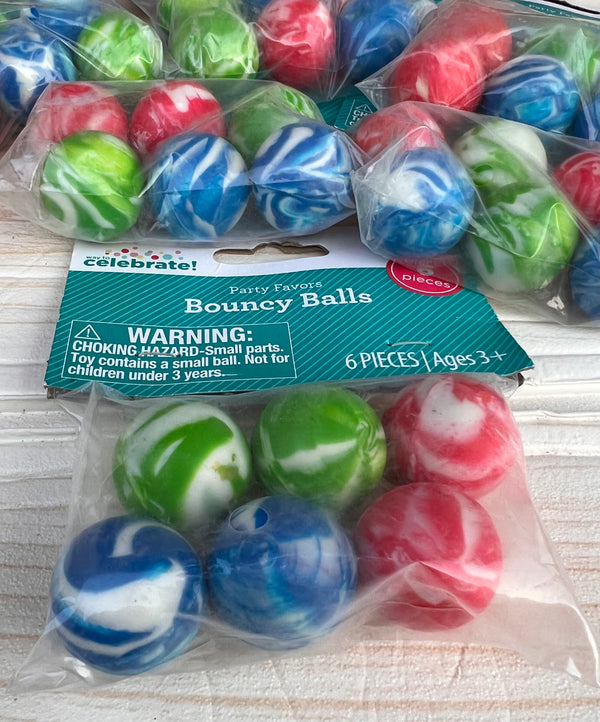 way to
celebrate!
Party Favors
Bouncy Balls
pieces
WARNING:
CHOKING HAZARD-Small parts.
Toy contains a small ball. Not for
children under 3 years.
6 PIECES | Ages 3+